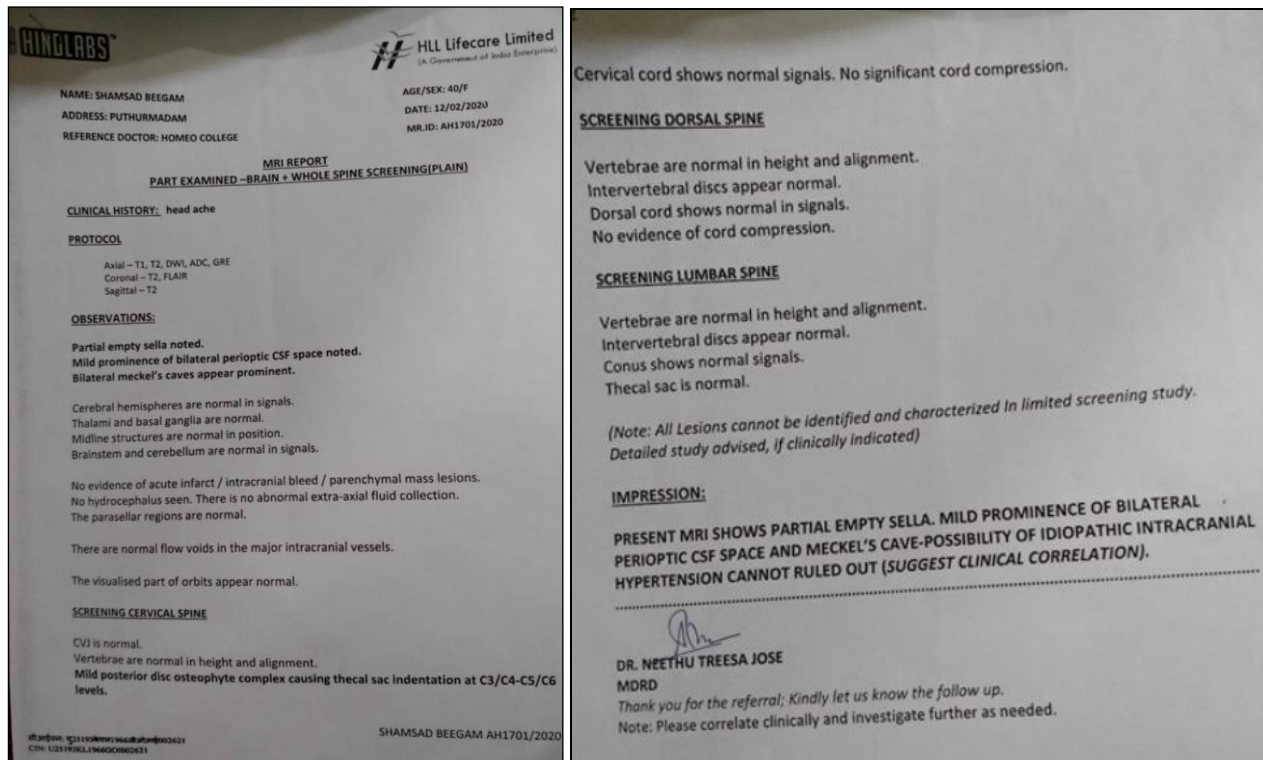 HINDLABS™
HLL Lifecare Limited
(A Government of India Enterprise)
NAME: SHAMSAD BEEGAM
AGE/SEX: 40/F
ADDRESS: PUTHURMADAM
DATE: 12/02/2020
REFERENCE DOCTOR: HOMEO COLLEGE
MR.ID: AH1701/2020
MRI REPORT
PART EXAMINED –BRAIN + WHOLE SPINE SCREENING(PLAIN)
CLINICAL HISTORY: head ache
PROTOCOL
Axial – T1, T2, DWI, ADC, GRE
Coronal – T2, FLAIR
Sagittal – T2
OBSERVATIONS:
Partial empty sella noted.
Mild prominence of bilateral perioptic CSF space noted.
Bilateral meckel's caves appear prominent.
Cerebral hemispheres are normal in signals.
Thalami and basal ganglia are normal.
Midline structures are normal in position.
Brainstem and cerebellum are normal in signals.
No evidence of acute infarct / intracranial bleed / parenchymal mass lesions.
No hydrocephalus seen. There is no abnormal extra-axial fluid collection.
The parasellar regions are normal.
There are normal flow voids in the major intracranial vessels.
The visualised part of orbits appear normal.
SCREENING CERVICAL SPINE
CVJ is normal.
Vertebrae are normal in height and alignment.
Mild posterior disc osteophyte complex causing thecal sac indentation at C3/C4-C5/C6
levels.
SHAMSAD BEEGAM AH1701/2020
Cervical cord shows normal signals. No significant cord compression.
SCREENING DORSAL SPINE
Vertebrae are normal in height and alignment.
Intervertebral discs appear normal.
Dorsal cord shows normal in signals.
No evidence of cord compression.
SCREENING LUMBAR SPINE
Vertebrae are normal in height and alignment.
Intervertebral discs appear normal.
Conus shows normal signals.
Thecal sac is normal.
(Note: All Lesions cannot be identified and characterized In limited screening study.
Detailed study advised, if clinically indicated)
IMPRESSION:
PRESENT MRI SHOWS PARTIAL EMPTY SELLA. MILD PROMINENCE OF BILATERAL
PERIOPTIC CSF SPACE AND MECKEL'S CAVE-POSSIBILITY OF IDIOPATHIC INTRACRANIAL
HYPERTENSION CANNOT RULED OUT (SUGGEST CLINICAL CORRELATION).
DR. NEETHU TREESA JOSE
MDRD
Thank you for the referral; Kindly let us know the follow up.
Note: Please correlate clinically and investigate further as needed.